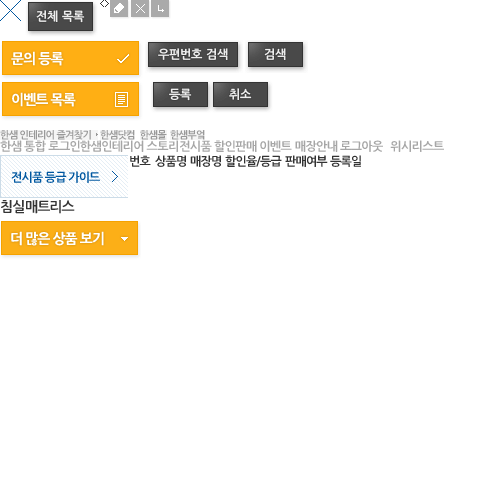 전체 목록
문의 등록
우편번호 검색
검색
이벤트 목록
등록
취소
한샘 인테리어 즐겨찾기 한샘닷컴 한샘몰 한샘부엌
한샘 통합 로그인한샘인테리어 스토리전시품 할인판매 이벤트 매장안내 로그아웃 위시리스트
번호 상품명 매장명 할인율/등급 판매여부 등록일
전시품 등급 가이드
침실매트리스
더 많은 상품 보기